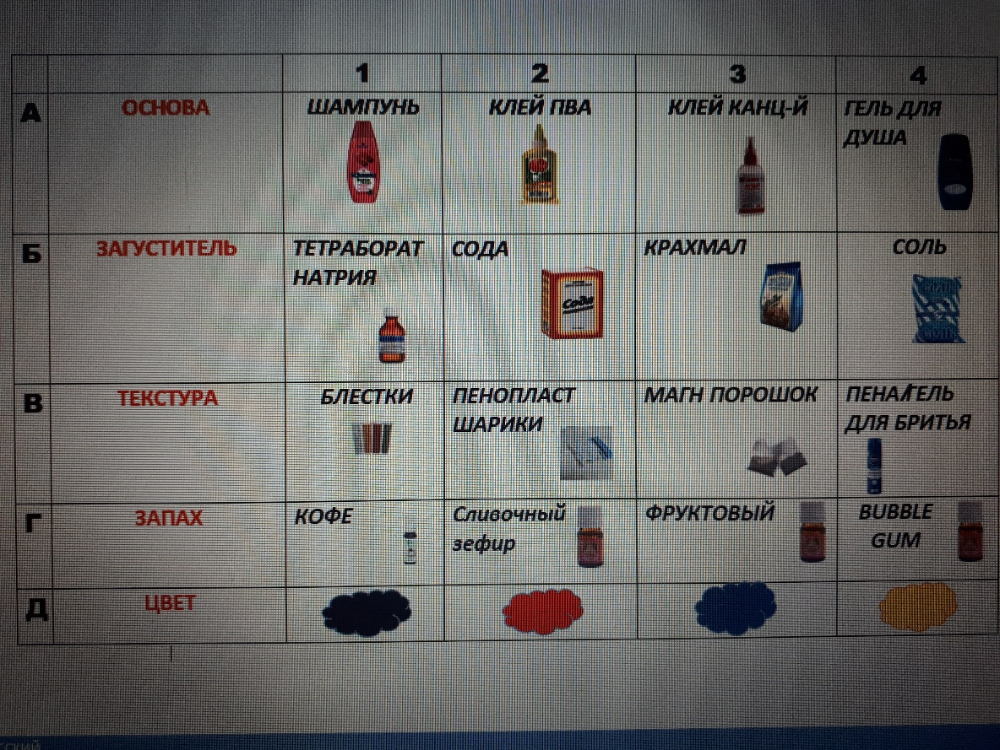 1 2 3 4
А ОСНОВА ШАМПУНЬ КЛЕЙ ПВА КЛЕЙ КАНЦ-Й ГЕЛЬ ДЛЯ
ДУША
Б ЗАГУСТИТЕЛЬ ТЕТРАБОРАТ СОДА КРАХМАЛ СОЛЬ
НАТРИЯ
Сода
В ТЕКСТУРА БЛЕСТКИ ПЕНОПЛАСТ МАГН ПОРОШОК ПЕНА/ГЕЛЬ
ШАРИКИ ДЛЯ БРИТЬЯ
Г ЗАПАХ КОФЕ Сливочный ФРУКТОВЫЙ BUBBLE
зефир GUM
Д ЦВЕТ